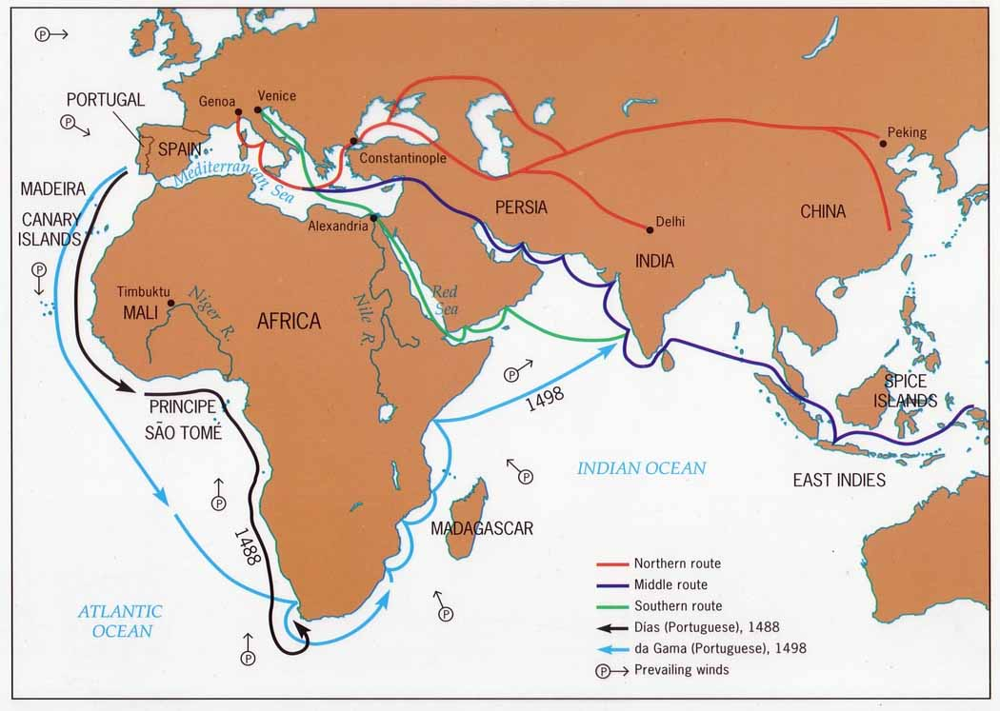 P
PORTUGAL
Genoa
Venice
P
SPAIN
Constantinople
Peking
Mediterranean
Sea
MADEIRA
CANARY
ISLANDS
PERSIA
CHINA
Alexandria
Delhi
INDIA
P
Timbuktu
MALI
Niger R.
AFRICA
Nile R.
Red
Sea
P
1498
SPICE
ISLANDS
PRINCIPE
SÃO TOMÉ
INDIAN OCEAN
P
EAST INDIES
P
1488
MADAGASCAR
P
ATLANTIC
OCEAN
P
Northern route
Middle route
Southern route
Días (Portuguese), 1488
da Gama (Portuguese), 1498
P Prevailing winds